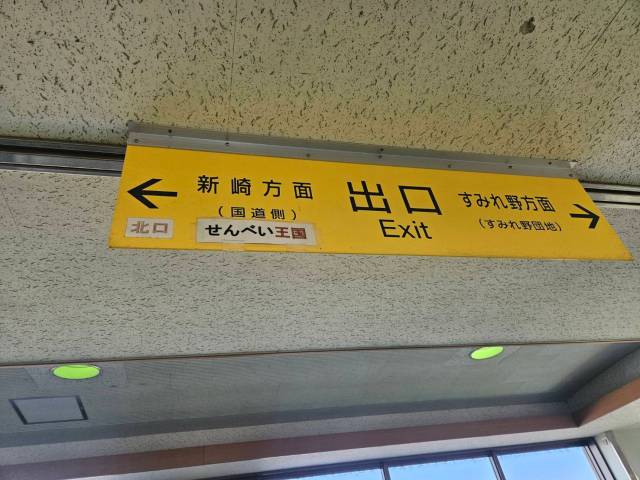 ← 新崎方面
(国道側)
北口
せんべい王国
出口
Exit
すみれ野方面 →
(すみれ野団地)